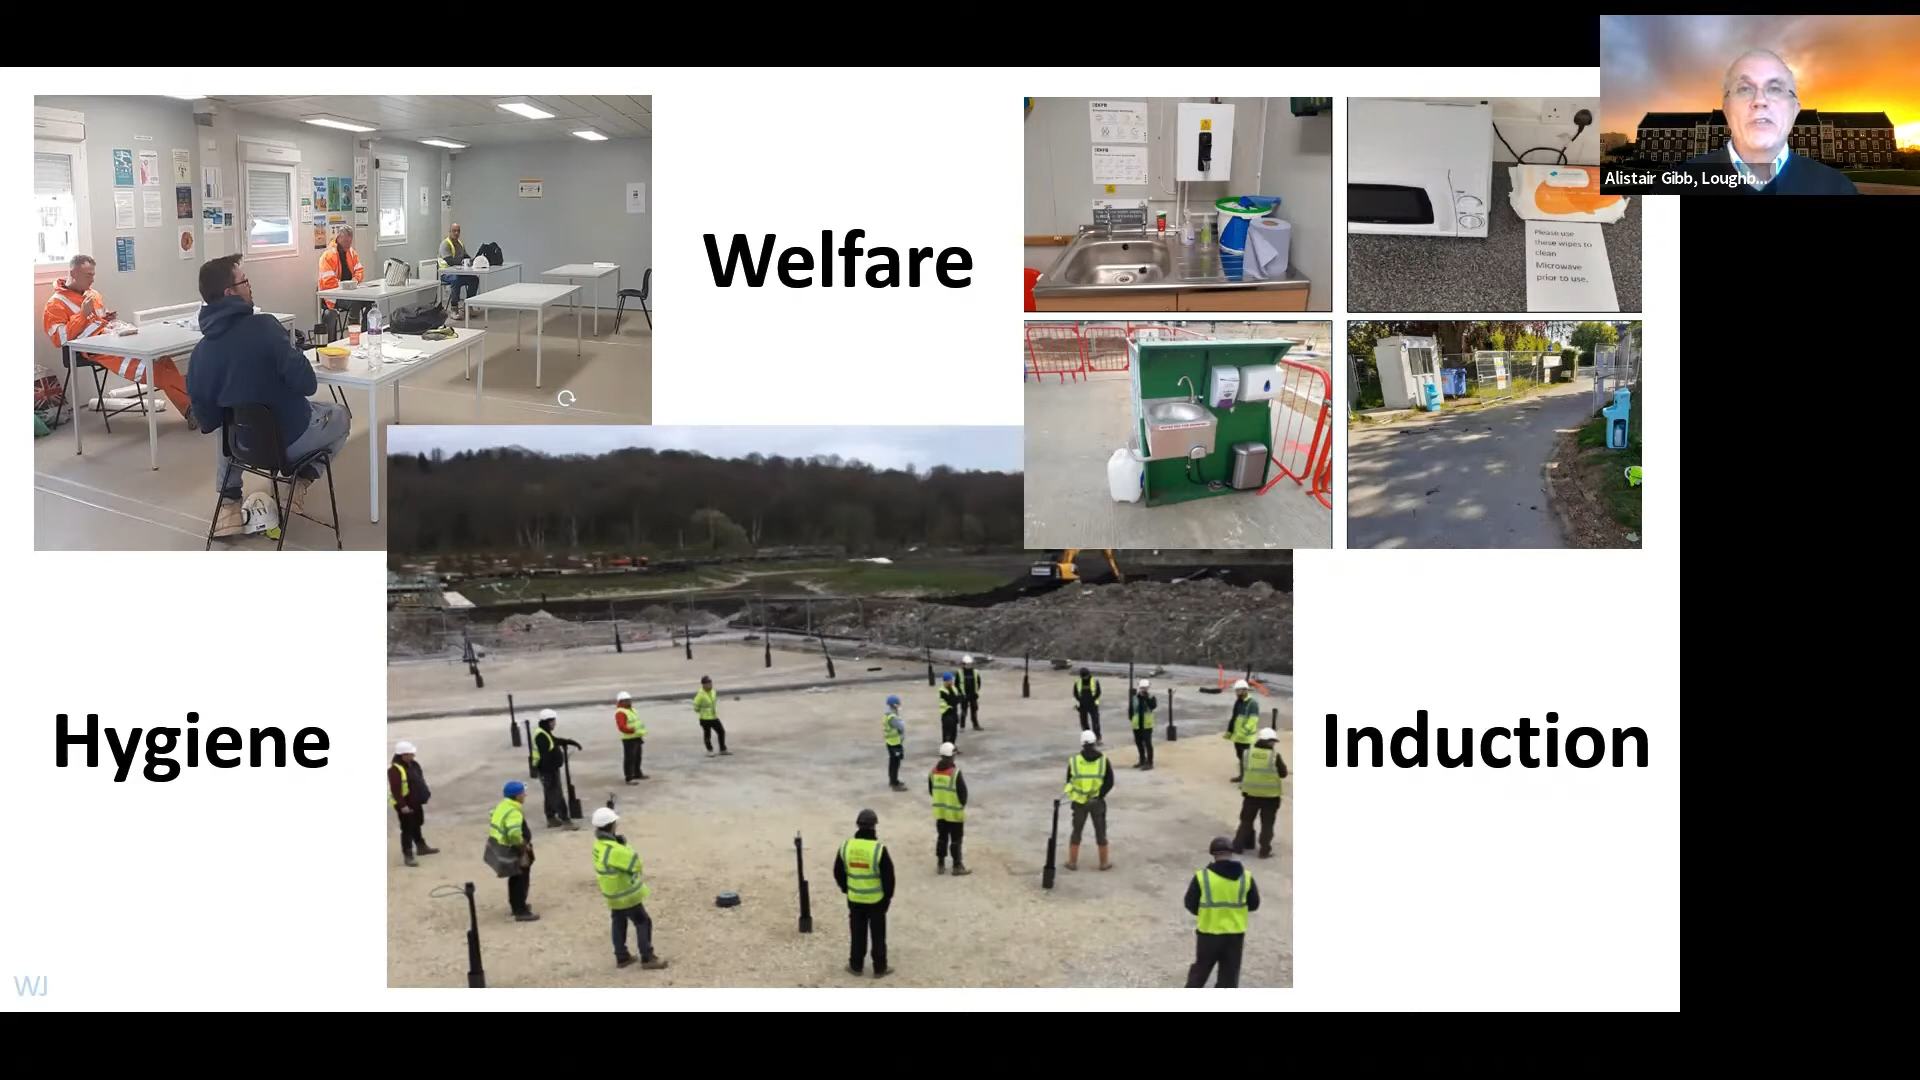 Alistair Gibb, Loughb...
Welfare
Please use
these wipes to
clean
Microwave
prior to use.
Hygiene
Induction
WJ